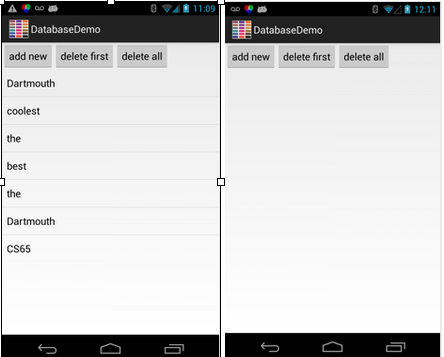 11:09
DatabaseDemo
add new delete first delete all
Dartmouth
coolest
the
best
the
Dartmouth
CS65
12:11
DatabaseDemo
add new delete first delete all